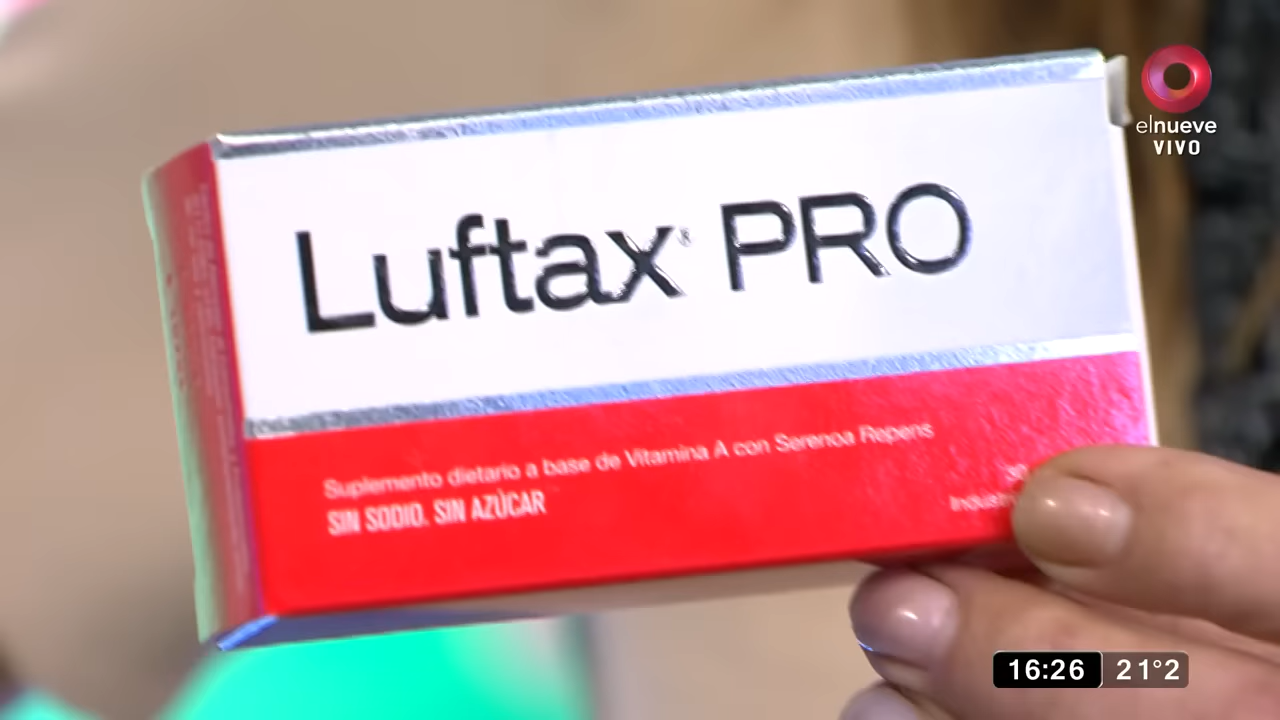 elnueve
VIVO
Luftax® PRO
Suplemento dietario a base de Vitamina A con Serenoa Repens
SIN SODIO. SIN AZÚCAR
16:26 21°2